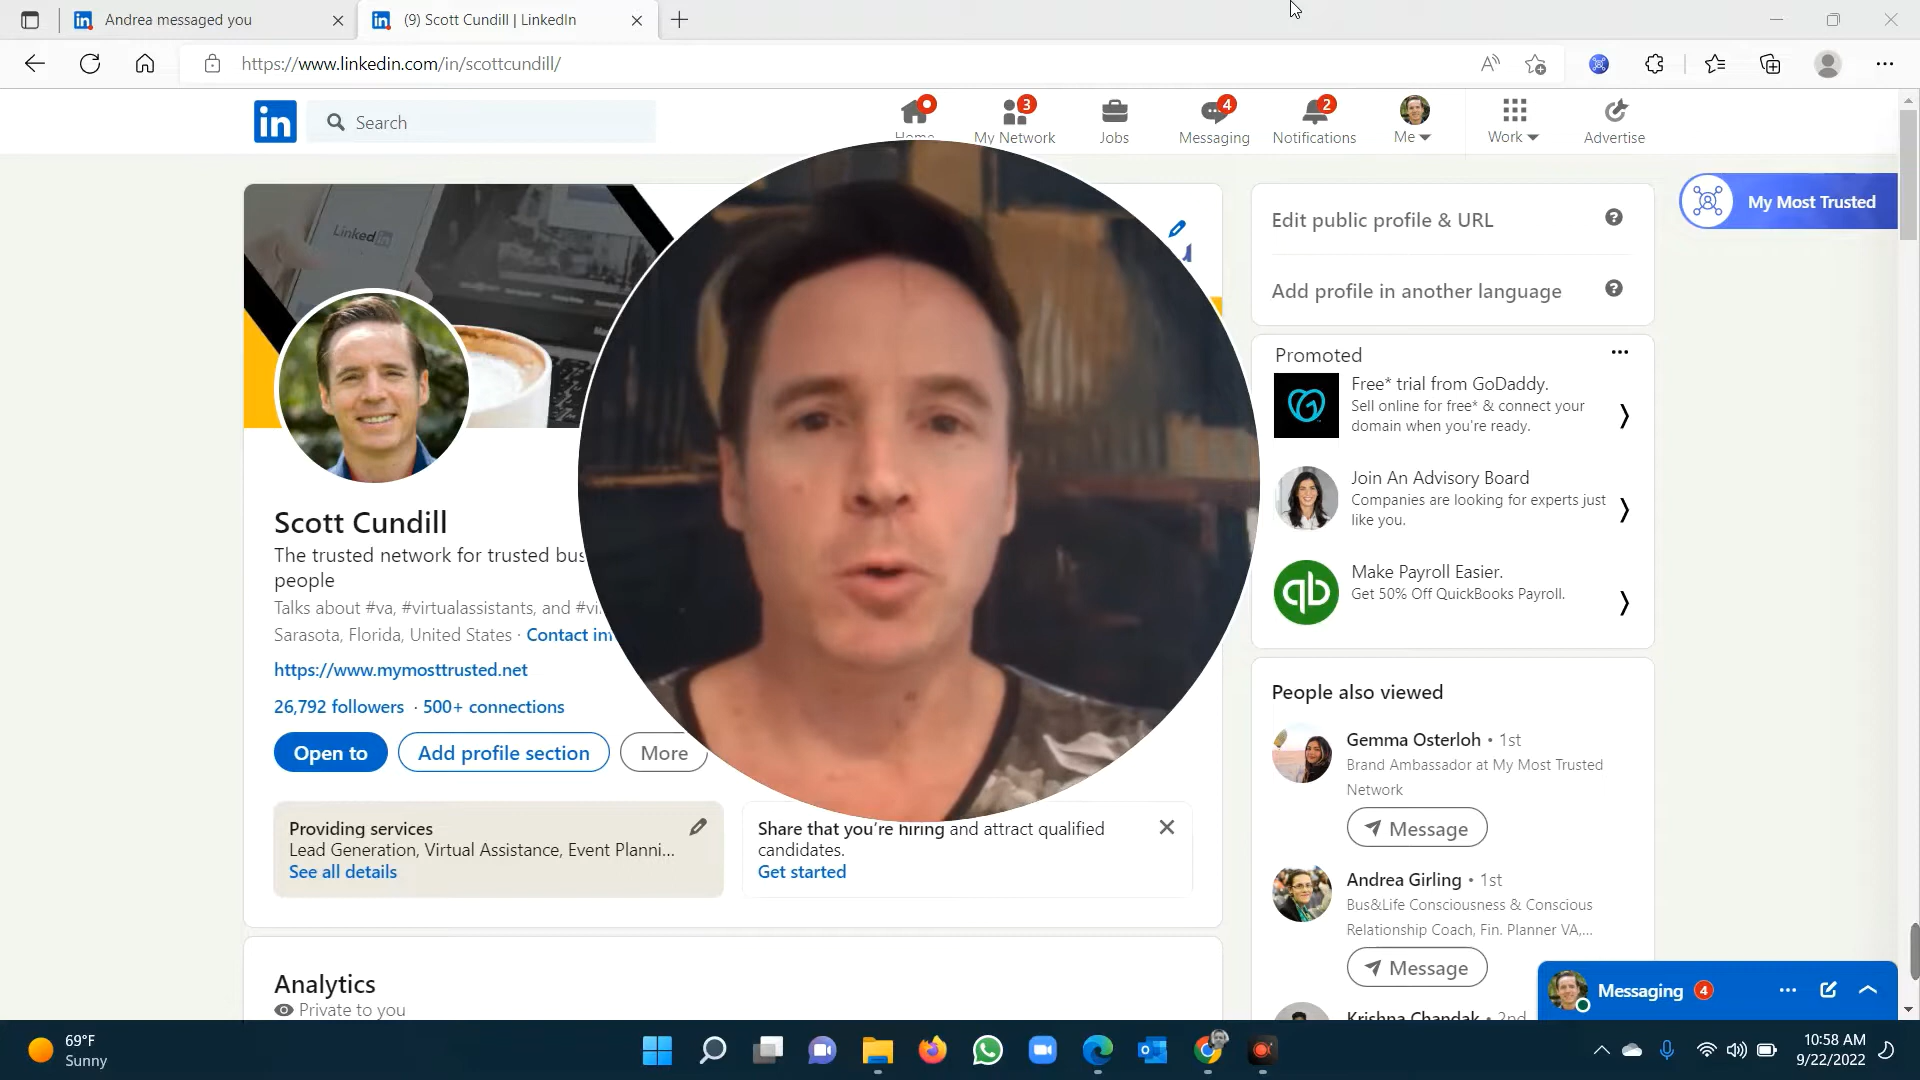 Andrea messaged you
(9) Scott Cundill | LinkedIn
https://www.linkedin.com/in/scottcundill/
in
Search
Home
3
My Network
Jobs
4
Messaging
2
Notifications
Me
Work
Advertise
Linkedin
My Most Trusted
Edit public profile & URL
Add profile in another language
Promoted
Free* trial from GoDaddy.
Sell online for free* & connect your
domain when you're ready.
Join An Advisory Board
Companies are looking for experts just
like you.
qb
Make Payroll Easier.
Get 50% Off QuickBooks Payroll.
Scott Cundill
The trusted network for trusted
people
Talks about #va, #virtualassistants, and
Sarasota, Florida, United States · Contact
https://www.mymosttrusted.net
26,792 followers · 500+ connections
Open to
Add profile section
More
Providing services
Lead Generation, Virtual Assistance, Event Planni...
See all details
Share that you're hiring and attract qualified
candidates.
Get started
Analytics
Private to you
People also viewed
Gemma Osterloh • 1st
Brand Ambassador at My Most Trusted
Network
Message
Andrea Girling • 1st
Bus&Life Consciousness & Conscious
Relationship Coach, Fin. Planner VA,...
Message
Krishna Chandak • 2nd
Messaging 4
69°F
Sunny
10:58 AM
9/22/2022